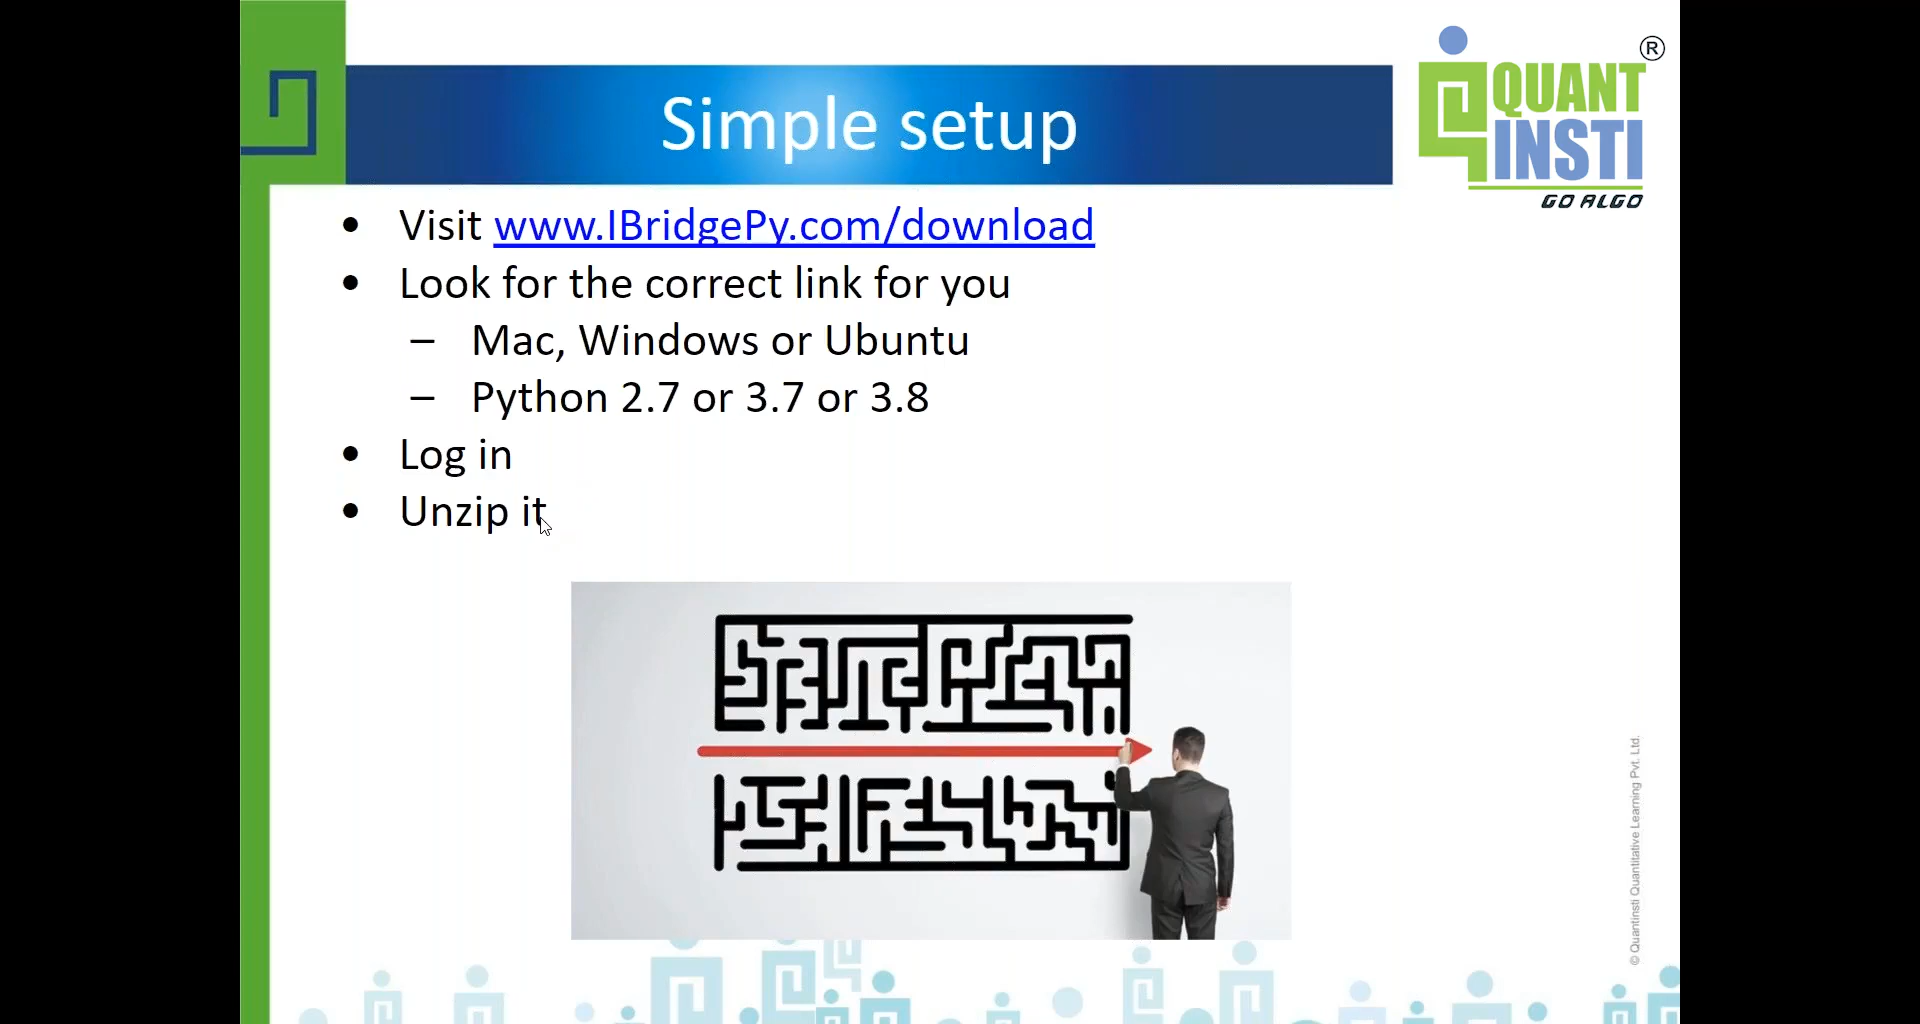 Simple setup
®
QUANT
INSTI
GO ALGO
• Visit www.IBridgePy.com/download
• Look for the correct link for you
– Mac, Windows or Ubuntu
– Python 2.7 or 3.7 or 3.8
• Log in
• Unzip it
© Quantinsti Quantitative Learning Pvt. Ltd.